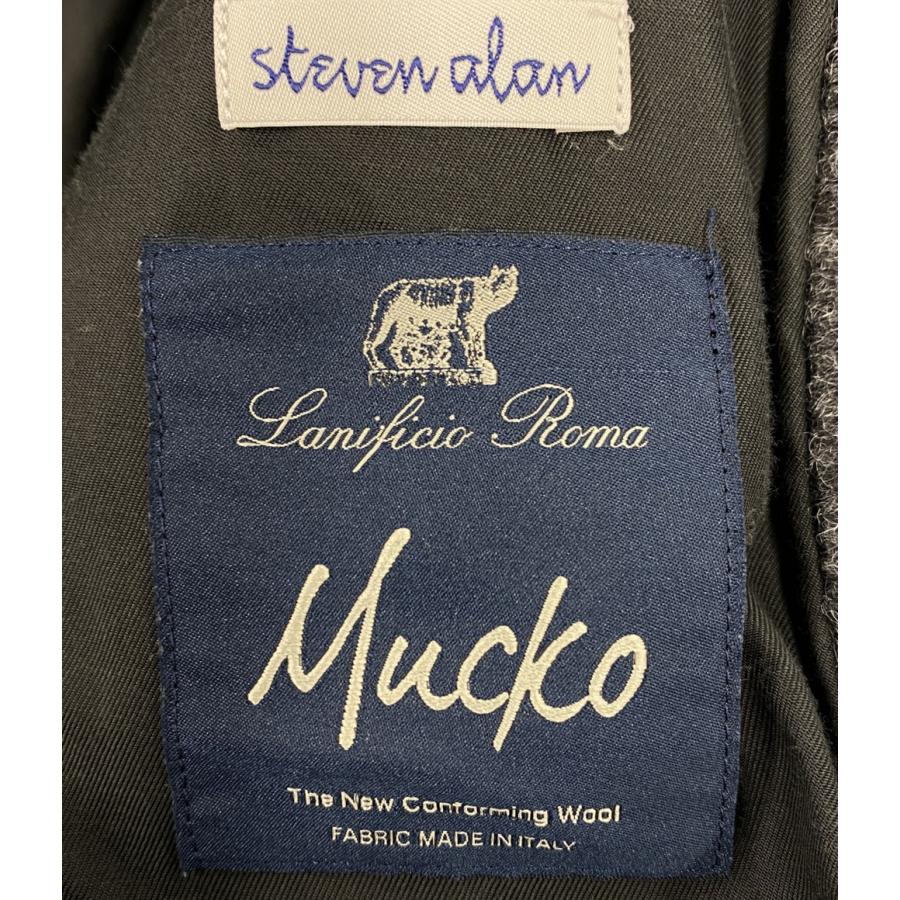 steven alan
Lanificio Roma
Mucko
The New Conforming Wool
FABRIC MADE IN ITALY